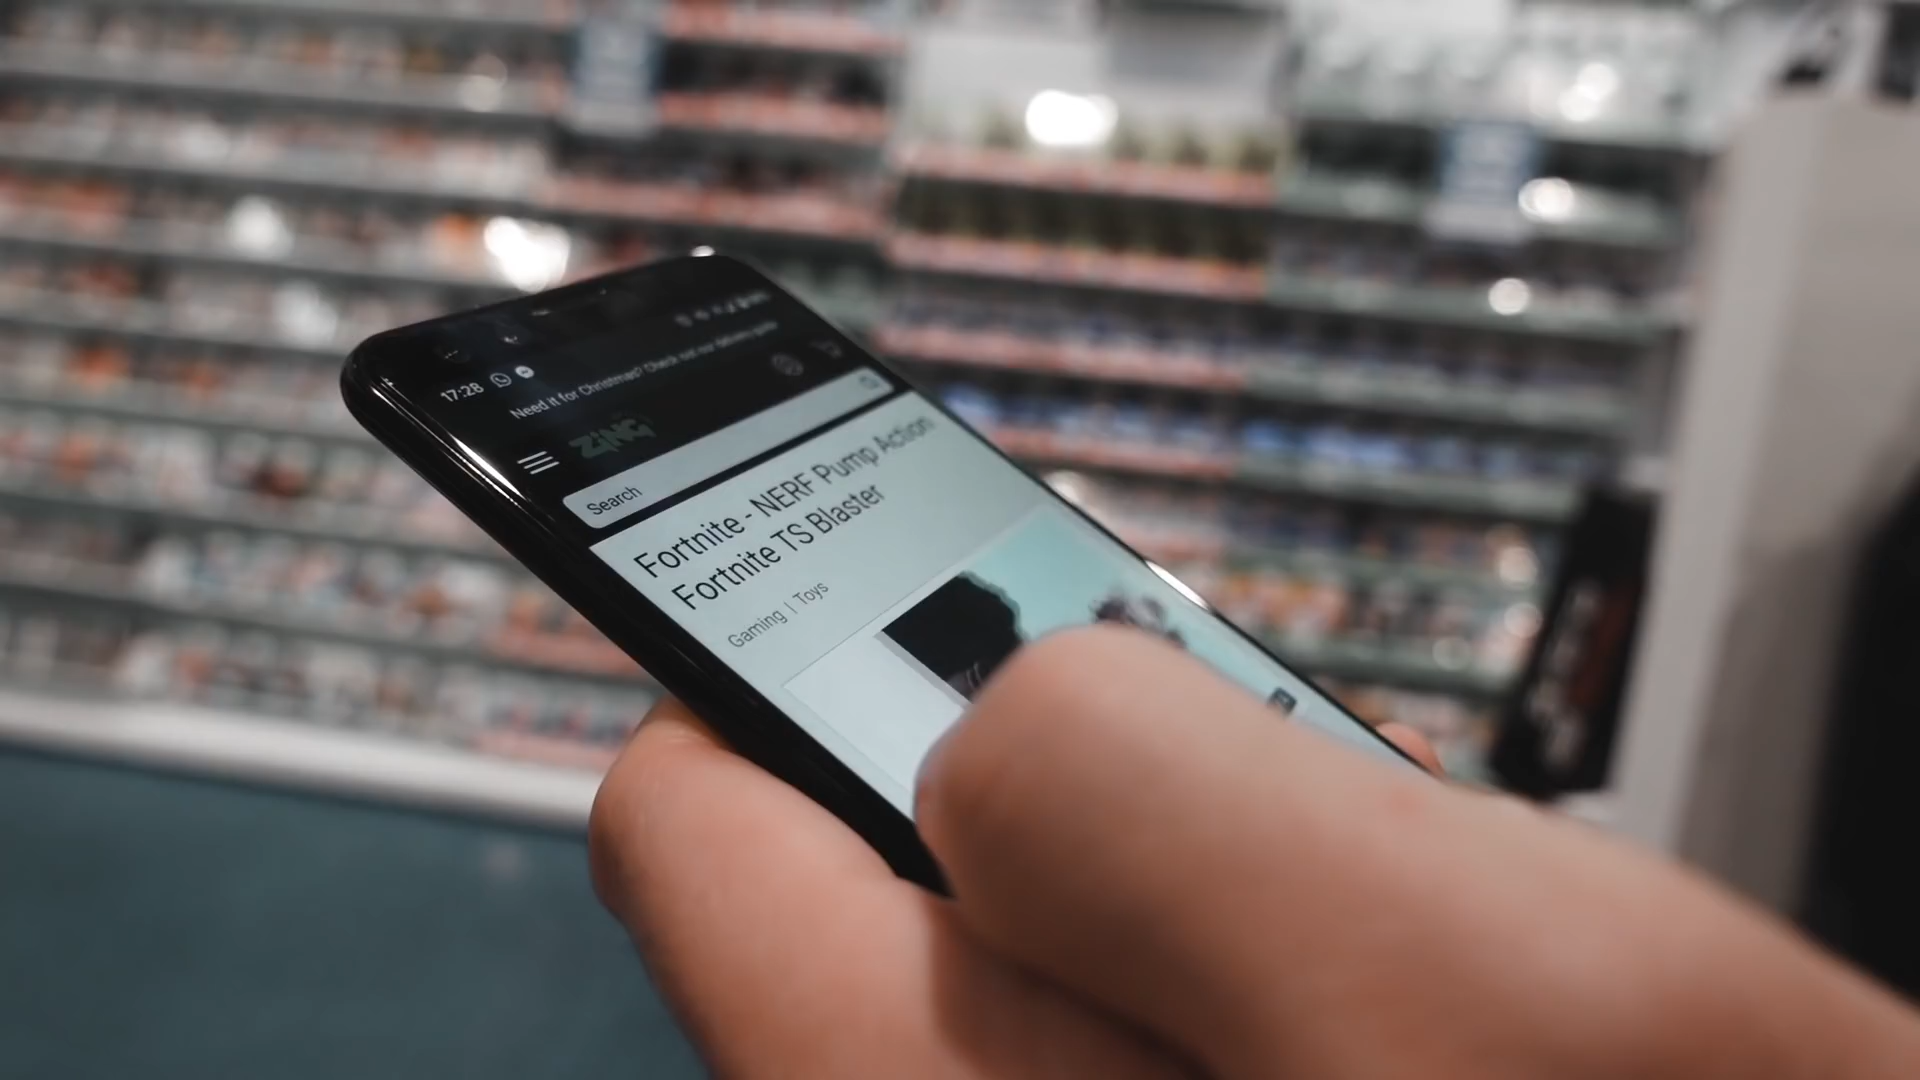 17:28
Need it for Christmas? Check out our delivery guide
ZiNG
Search
Fortnite - NERF Pump Action
Fortnite TS Blaster
Gaming | Toys